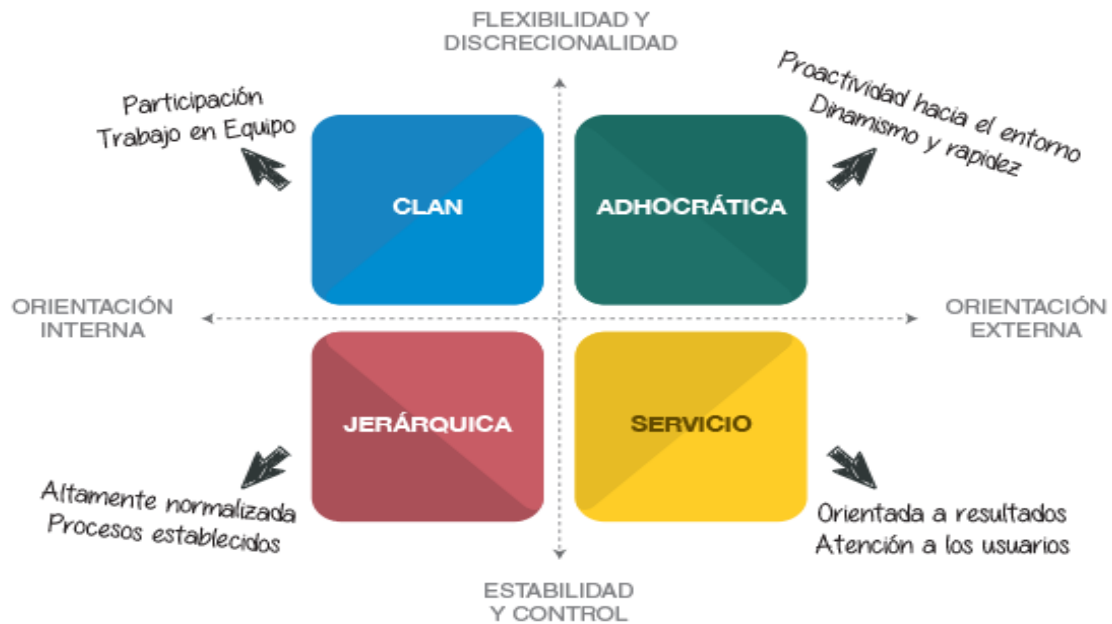 FLEXIBILIDAD Y
DISCRECIONALIDAD
Participación
Trabajo en Equipo
Proactividad hacia el entorno
Dinamismo y rapidez
CLAN
ADHOCRÁTICA
ORIENTACIÓN
INTERNA
ORIENTACIÓN
EXTERNA
JERÁRQUICA
SERVICIO
Altamente normalizada
Procesos establecidos
Orientada a resultados
Atención a los usuarios
ESTABILIDAD
Y CONTROL